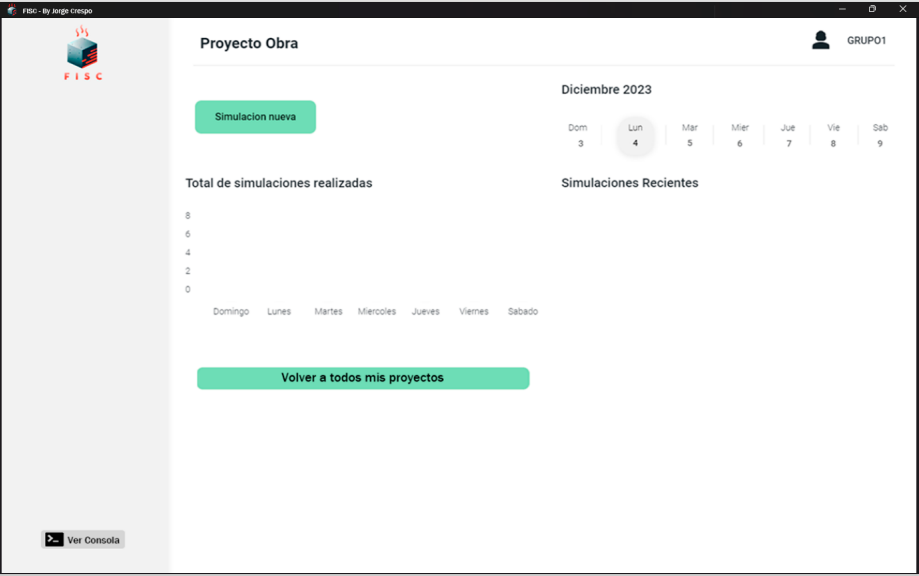 FISC - By Jorge Crespo
FISC
Proyecto Obra
GRUPO1
Simulacion nueva
Diciembre 2023
Dom Lun Mar Mier Jue Vie Sab
3 4 5 6 7 8 9
Total de simulaciones realizadas
Simulaciones Recientes
8
6
4
2
0
Domingo Lunes Martes Miercoles Jueves Viernes Sabado
Volver a todos mis proyectos
Ver Consola